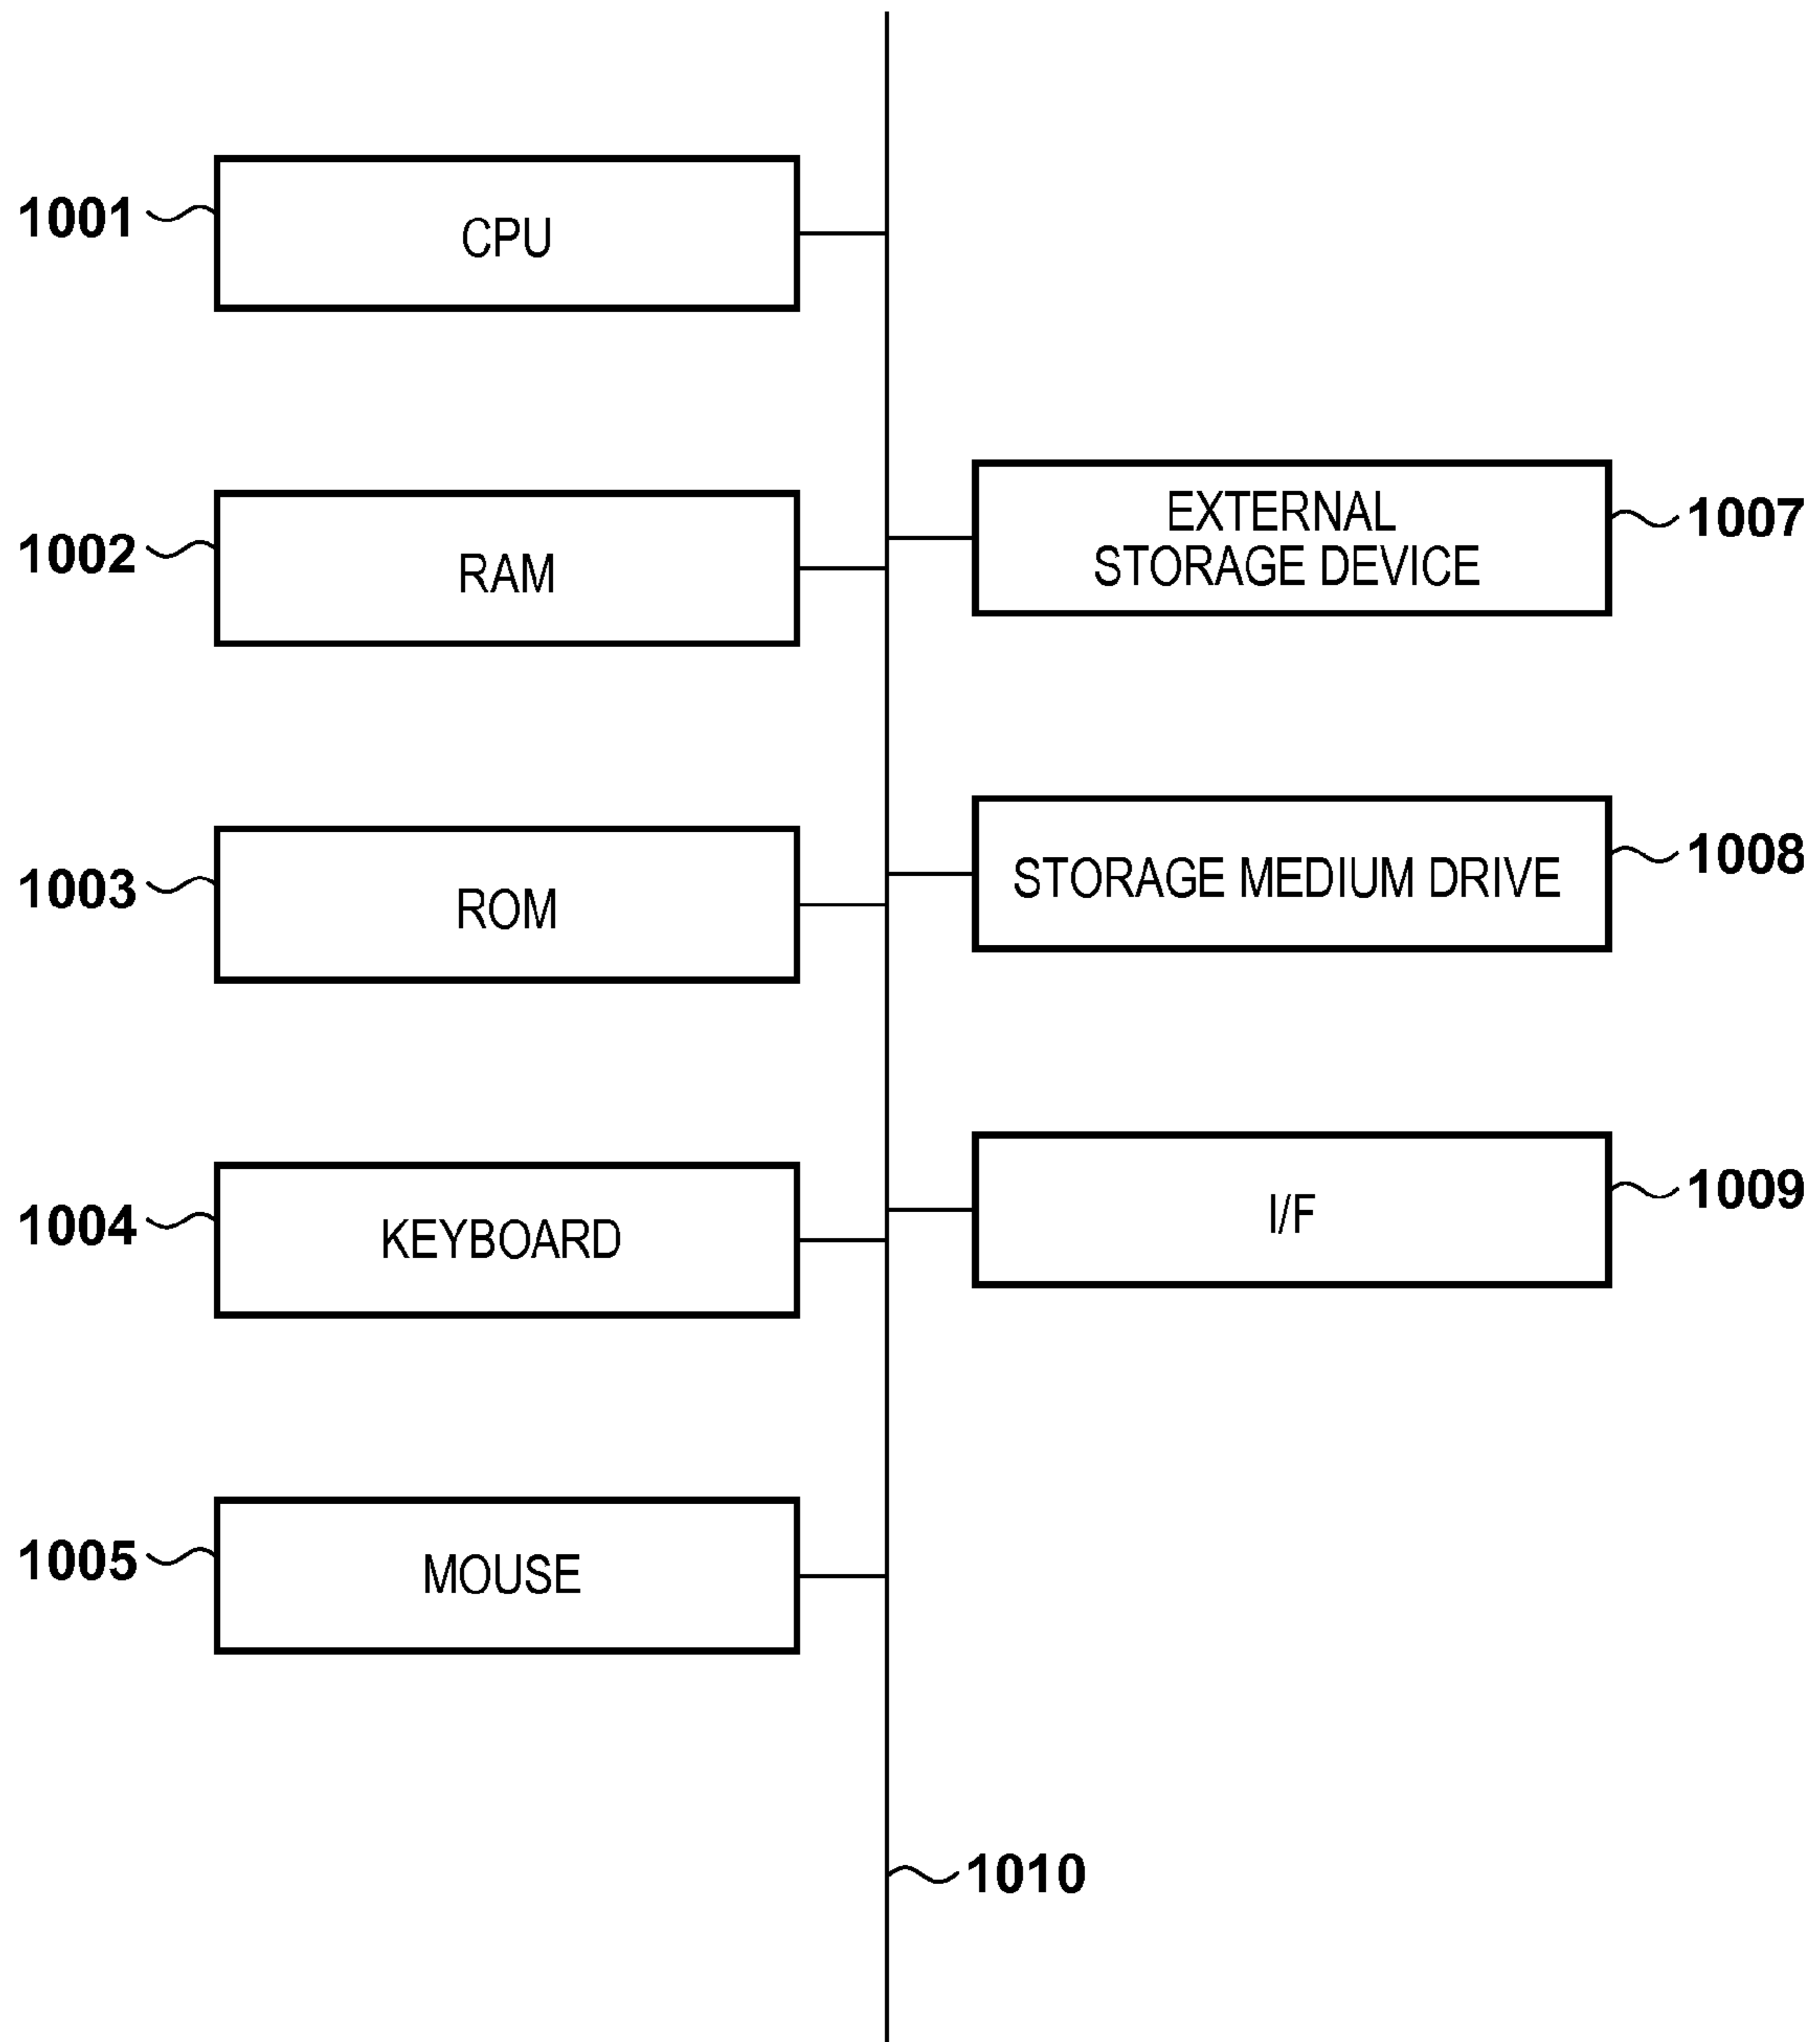 1001
CPU
1002
RAM
EXTERNAL
STORAGE DEVICE
1007
1003
ROM
STORAGE MEDIUM DRIVE
1008
1004
KEYBOARD
I/F
1009
1005
MOUSE
1010